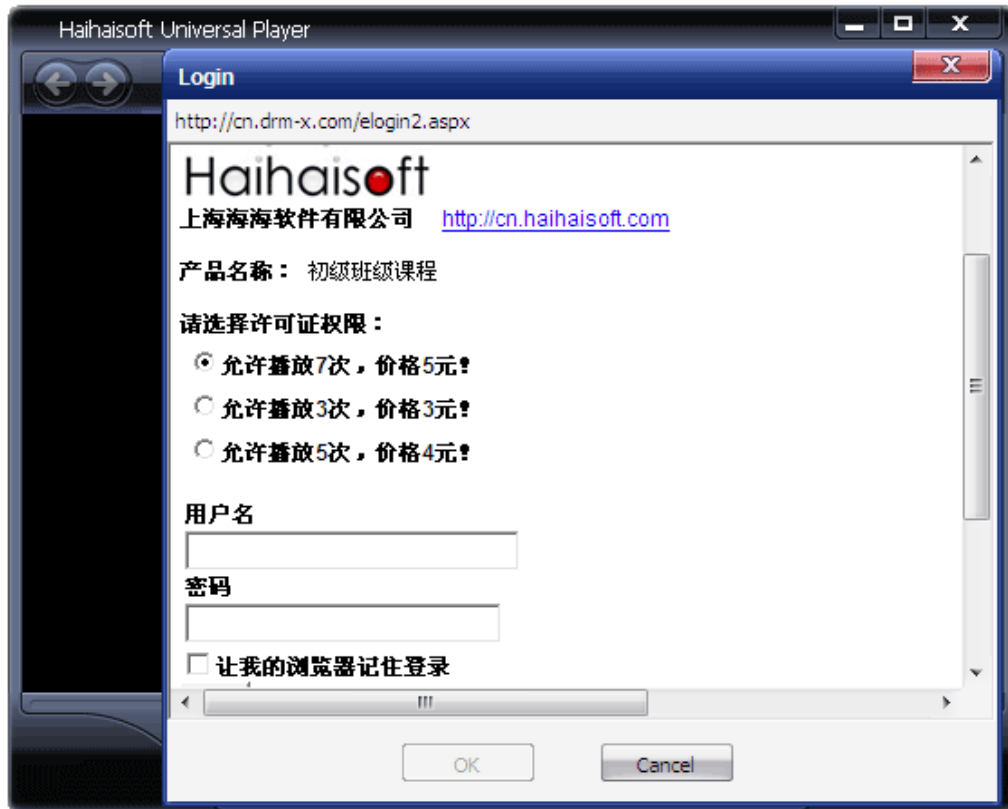 Haihaisoft Universal Player
Login
http://cn.drm-x.com/elogin2.aspx
Haihaisoft
上海海海软件有限公司 http://cn.haihaisoft.com
产品名称： 初级班级课程
请选择许可证权限：
允许播放7次，价格5元！
允许播放3次，价格3元！
允许播放5次，价格4元！
用户名
密码
让我的浏览器记住登录
OK Cancel